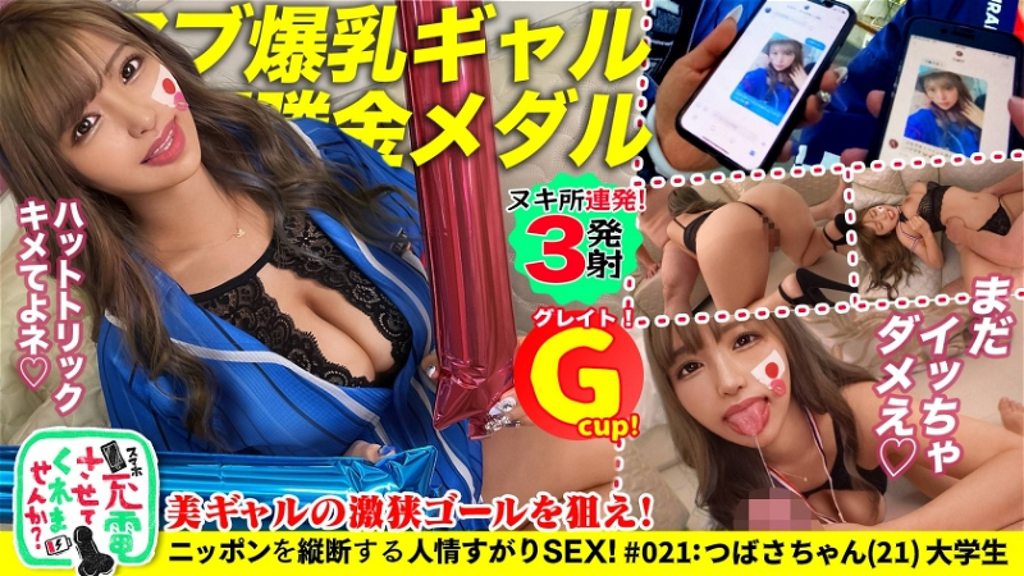 ブ爆乳ギャル
金メダル
ハットトリック
キメてよネ♡
ヌキ所連発!
3発射
グレイト!
G
cup!
まだ
イッちゃ
ダメぇ♡
スマホ
充電
させて
くれま
せんか?
美ギャルの激狭ゴールを狙え!
ニッポンを縦断する人情すがりSEX! #021:つばさちゃん(21) 大学生